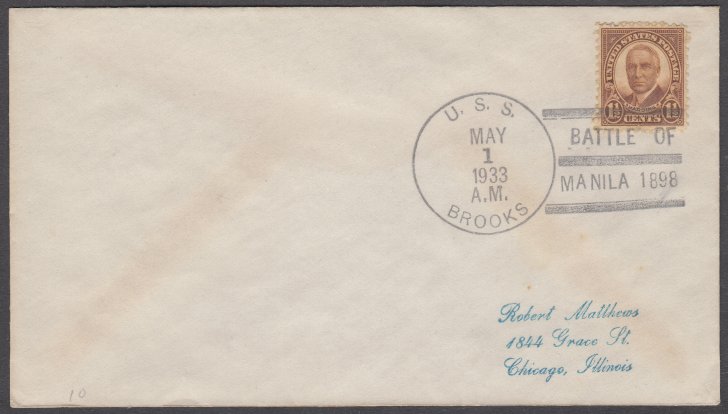 UNITED STATES POSTAGE
1½ CENTS 1½
U. S. S.
MAY
1
1933
A.M.
BROOKS
BATTLE OF
MANILA 1898
Robert Matthews
1844 Grace St.
Chicago, Illinois
10